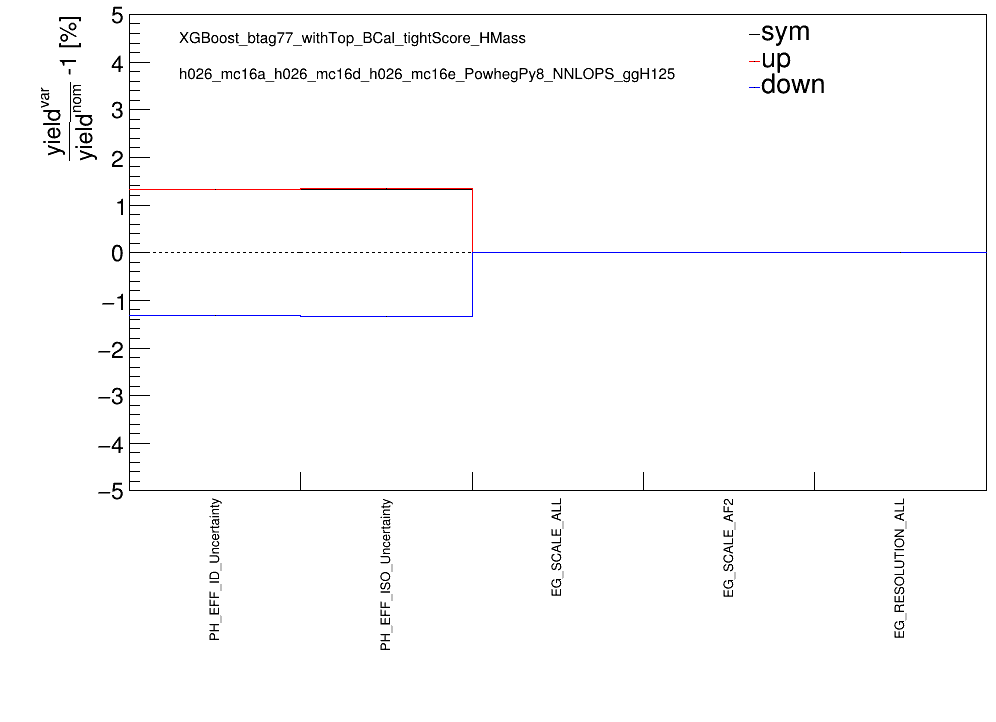 XGBoost_btag77_withTop_BCal_tightScore_HMass
h026_mc16a_h026_mc16d_h026_mc16e_PowhegPy8_NNLOPS_ggH125
sym
up
down
yield^var
yield^nom -1 [%]
5
4
3
2
1
0
−1
−2
−3
−4
−5
PH_EFF_ID_Uncertainty
PH_EFF_ISO_Uncertainty
EG_SCALE_ALL
EG_SCALE_AF2
EG_RESOLUTION_ALL